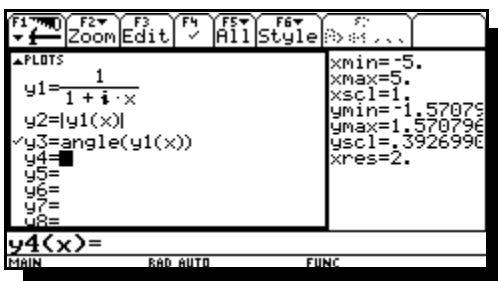 F1 F2 Zoom F3 Edit F4 ✓ F5 All F6 Style
PLOTS
y1=1/(1+i·x)
y2=|y1(x)|
✓y3=angle(y1(x))
y4=
y5=
y6=
y7=
y8=
xmin=-5.
xmax=5.
xscl=1.
ymin=-1.57079
ymax=1.570796
yscl=.3926990
xres=2.
y4(x)=
MAIN RAD AUTO FUNC